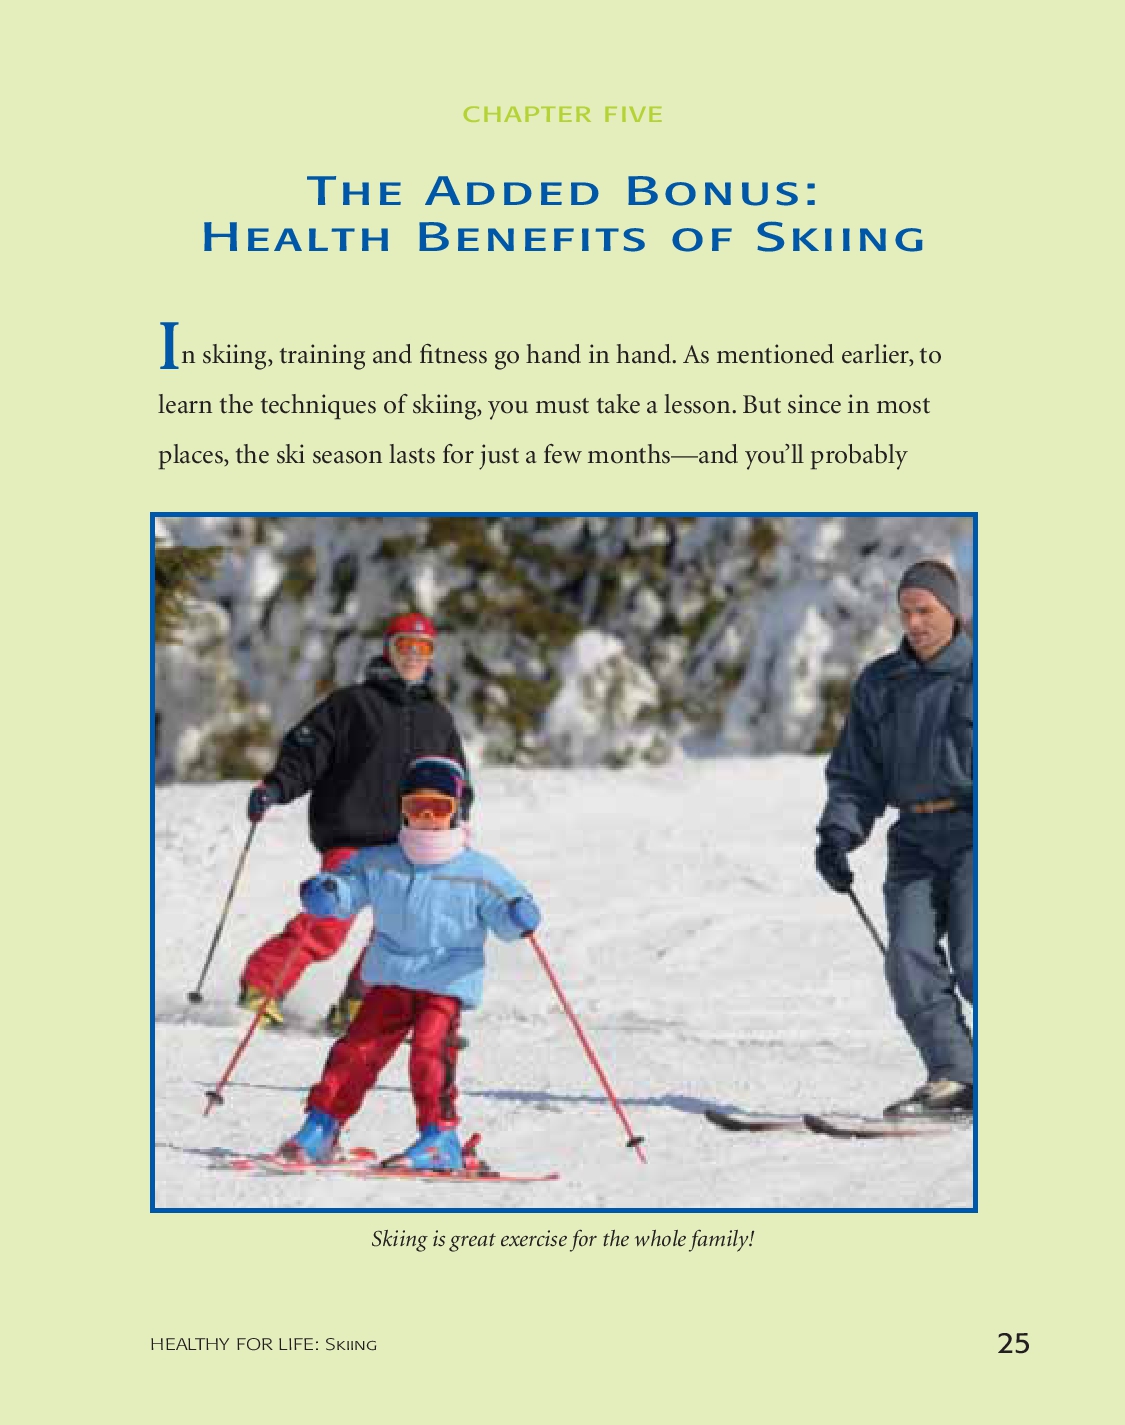 CHAPTER FIVE
THE ADDED BONUS:
HEALTH BENEFITS OF SKIING
In skiing, training and fitness go hand in hand. As mentioned earlier, to
learn the techniques of skiing, you must take a lesson. But since in most
places, the ski season lasts for just a few months—and you’ll probably
Skiing is great exercise for the whole family!
HEALTHY FOR LIFE: SKIING
25